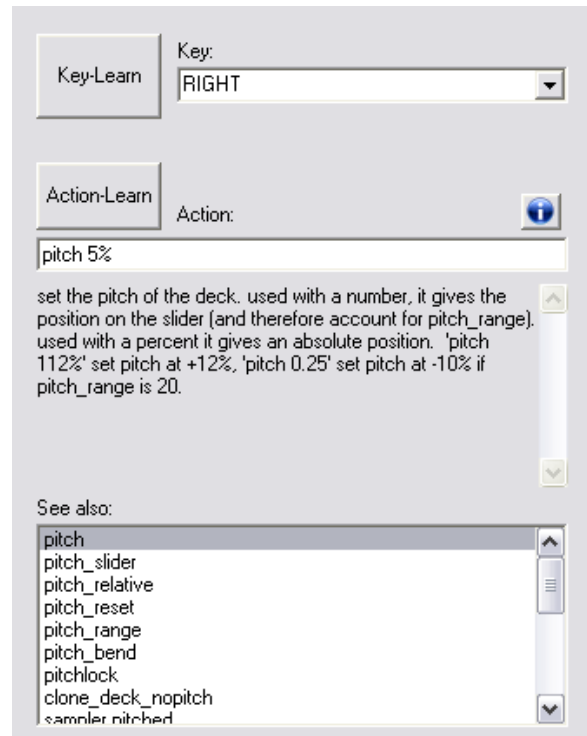 Key-Learn
Key:
RIGHT
Action-Learn
Action:
pitch 5%
set the pitch of the deck. used with a number, it gives the
position on the slider (and therefore account for pitch_range).
used with a percent it gives an absolute position.  'pitch
112%' set pitch at +12%, 'pitch 0.25' set pitch at -10% if
pitch_range is 20.
See also:
pitch
pitch_slider
pitch_relative
pitch_reset
pitch_range
pitch_bend
pitchlock
clone_deck_nopitch
sampler pitched